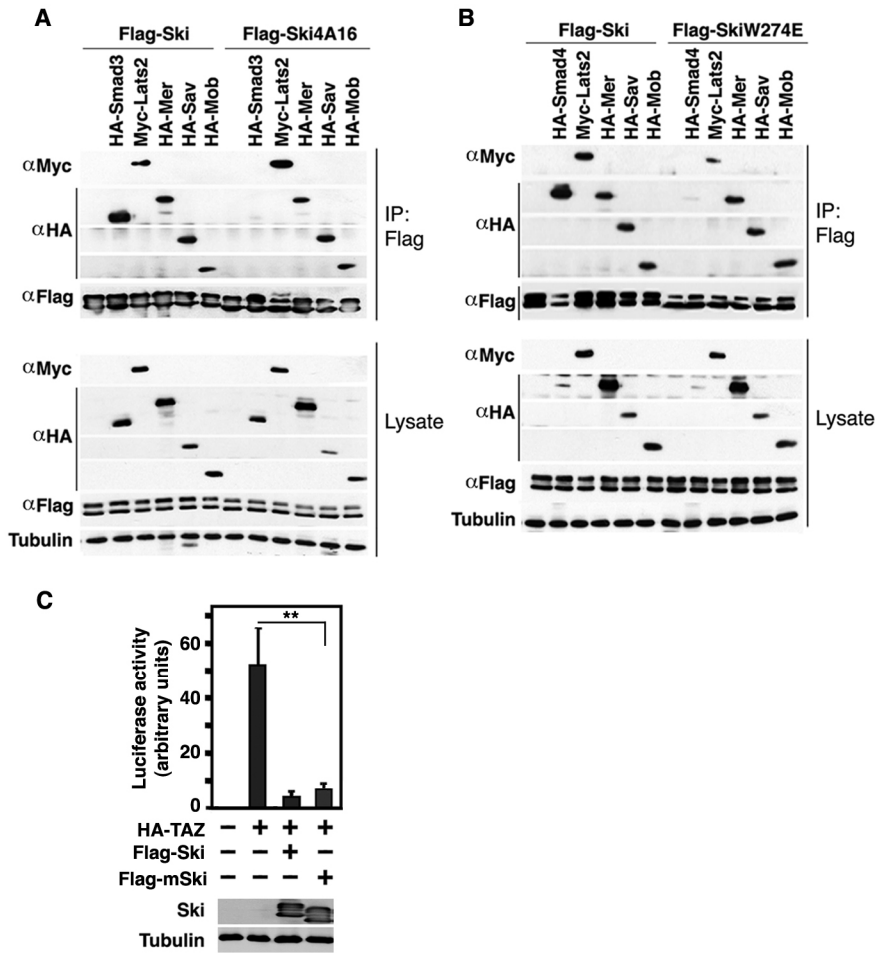 A
Flag-Ski Flag-Ski4A16
HA-Smad3 Myc-Lats2 HA-Mer HA-Sav HA-Mob HA-Smad3 Myc-Lats2 HA-Mer HA-Sav HA-Mob
αMyc
αHA
αFlag
IP:
Flag
αMyc
αHA
αFlag
Tubulin
Lysate
B
Flag-Ski Flag-SkiW274E
HA-Smad4 Myc-Lats2 HA-Mer HA-Sav HA-Mob HA-Smad4 Myc-Lats2 HA-Mer HA-Sav HA-Mob
αMyc
αHA
αFlag
IP:
Flag
αMyc
αHA
αFlag
Tubulin
Lysate
C
Luciferase activity
(arbitrary units)
60
40
20
0
**
HA-TAZ − + + +
Flag-Ski − − + −
Flag-mSki − − − +
Ski
Tubulin